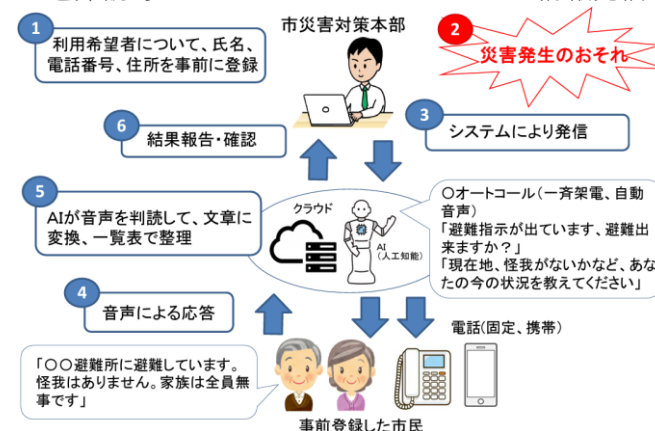 1
利用希望者について、氏名、
電話番号、住所を事前に登録
市災害対策本部
2
災害発生のおそれ
6
結果報告・確認
3
システムにより発信
5
AIが音声を判読して、文章に
変換、一覧表で整理
クラウド
AI
(人工知能)
〇オートコール(一斉架電、自動
音声)
「避難指示が出ています、避難出
来ますか?」
「現在地、怪我がないかなど、あな
たの今の状況を教えてください」
4
音声による応答
電話(固定、携帯)
「〇〇避難所に避難しています。
怪我はありません。家族は全員無
事です」
事前登録した市民